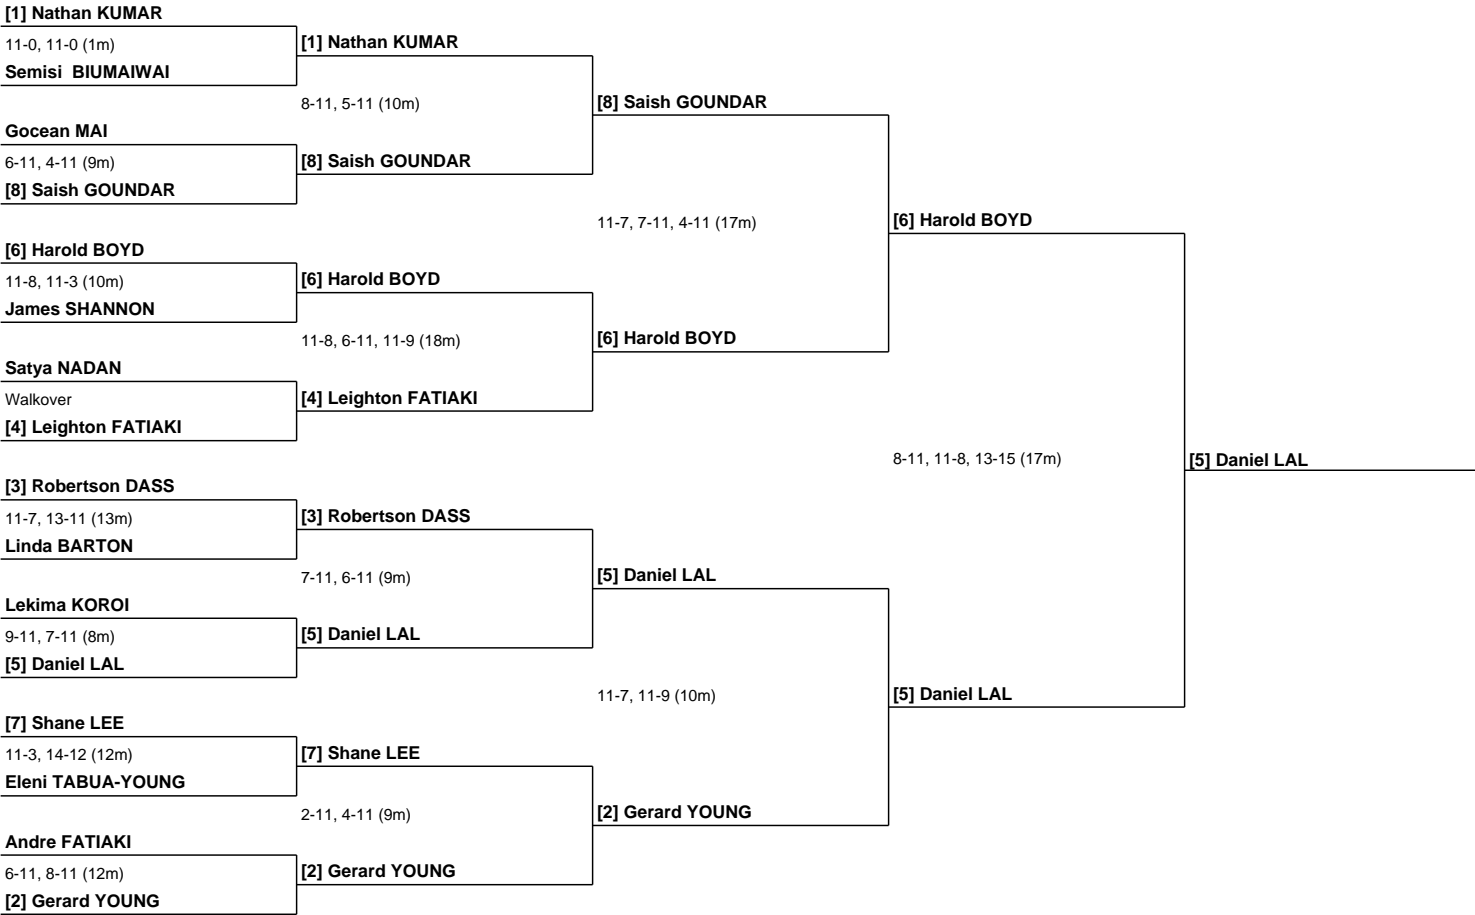 [1] Nathan KUMAR
11-0, 11-0 (1m)
Semisi  BIUMAIWAI
Gocean MAI
6-11, 4-11 (9m)
[8] Saish GOUNDAR
[6] Harold BOYD
11-8, 11-3 (10m)
James SHANNON
Satya NADAN
Walkover
[4] Leighton FATIAKI
[3] Robertson DASS
11-7, 13-11 (13m)
Linda BARTON
Lekima KOROI
9-11, 7-11 (8m)
[5] Daniel LAL
[7] Shane LEE
11-3, 14-12 (12m)
Eleni TABUA-YOUNG
Andre FATIAKI
6-11, 8-11 (12m)
[2] Gerard YOUNG
[1] Nathan KUMAR
8-11, 5-11 (10m)
[8] Saish GOUNDAR
[6] Harold BOYD
11-8, 6-11, 11-9 (18m)
[4] Leighton FATIAKI
[3] Robertson DASS
7-11, 6-11 (9m)
[5] Daniel LAL
[7] Shane LEE
2-11, 4-11 (9m)
[2] Gerard YOUNG
[8] Saish GOUNDAR
11-7, 7-11, 4-11 (17m)
[6] Harold BOYD
[5] Daniel LAL
11-7, 11-9 (10m)
[2] Gerard YOUNG
[6] Harold BOYD
8-11, 11-8, 13-15 (17m)
[5] Daniel LAL
[5] Daniel LAL